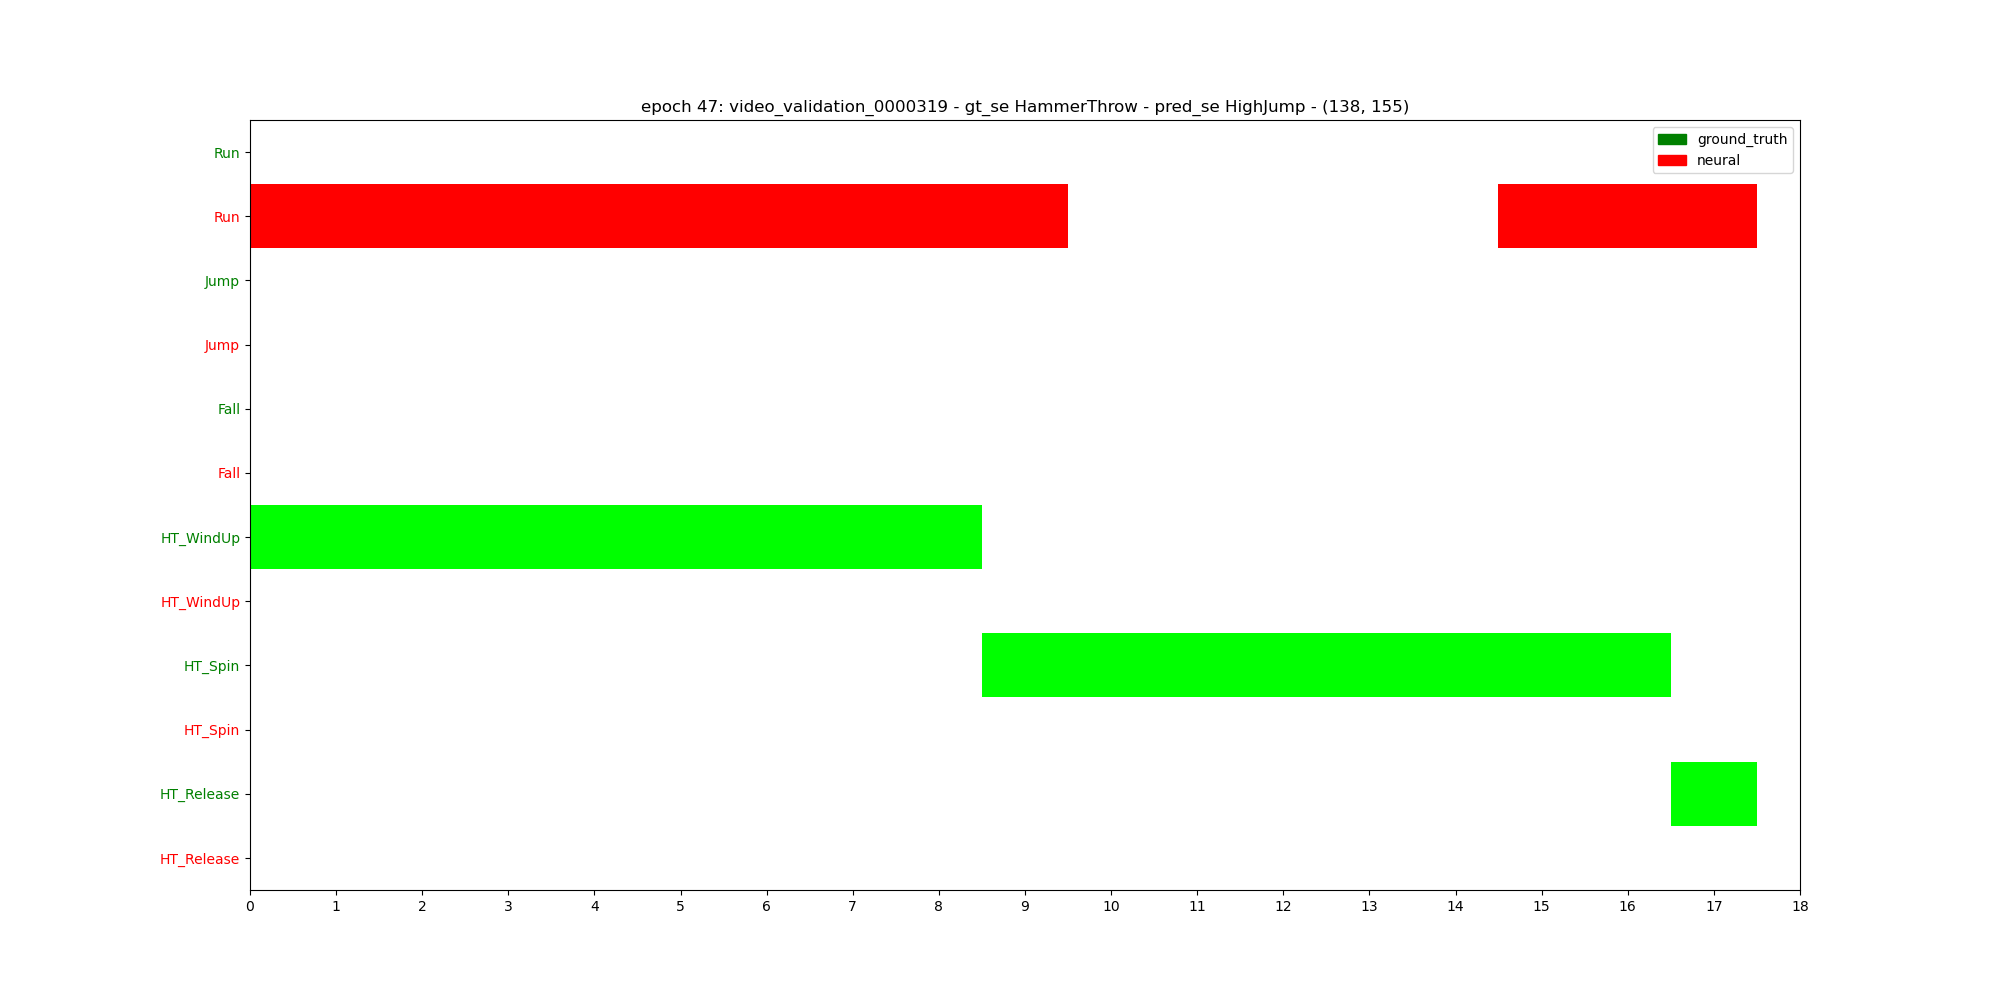 epoch 47: video_validation_0000319 - gt_se HammerThrow - pred_se HighJump - (138, 155)
ground_truth
neural
Run
Run
Jump
Jump
Fall
Fall
HT_WindUp
HT_WindUp
HT_Spin
HT_Spin
HT_Release
HT_Release
0 1 2 3 4 5 6 7 8 9 10 11 12 13 14 15 16 17 18